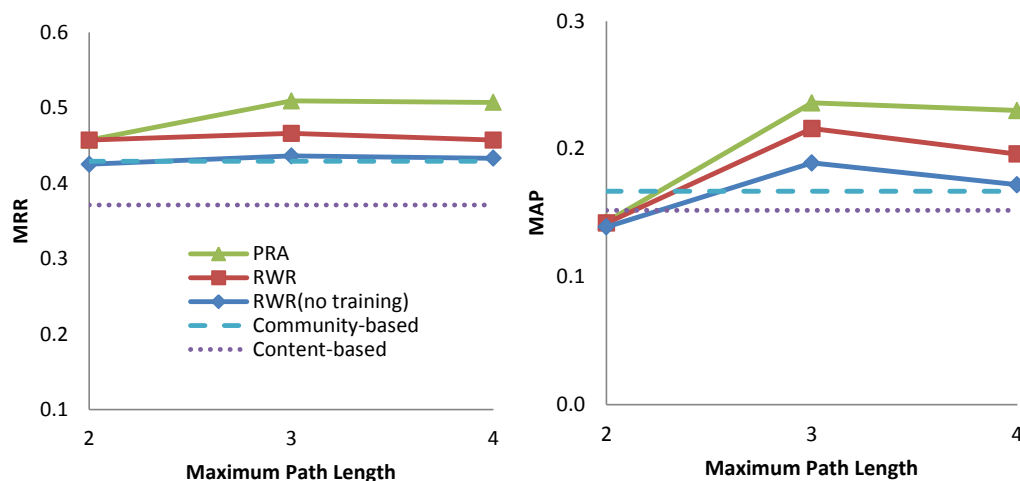 0.6
0.5
0.4
0.3
0.2
0.1
MRR
PRA
RWR
RWR(no training)
Community-based
Content-based
2 3 4
Maximum Path Length
0.3
0.2
0.1
0.0
MAP
2 3 4
Maximum Path Length